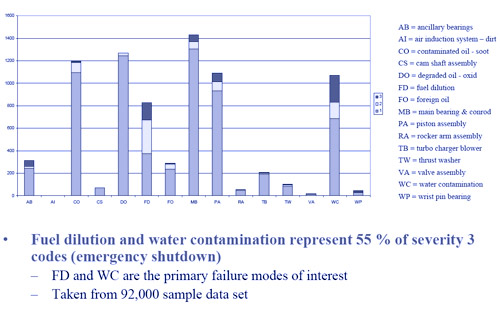 1600
1400
1200
1000
800
600
400
200
0
AB AI CO CS DO FD FO MB PA RA TB TW VA WC WP
3
2
1
AB = ancillary bearings
AI = air induction system – dirt
CO = contaminated oil - soot
CS = cam shaft assembly
DO = degraded oil - oxid
FD = fuel dilution
FO = foreign oil
MB = main bearing & conrod
PA = piston assembly
RA = rocker arm assembly
TB = turbo charger blower
TW = thrust washer
VA = valve assembly
WC = water contamination
WP = wrist pin bearing
• Fuel dilution and water contamination represent 55 % of severity 3
codes (emergency shutdown)
– FD and WC are the primary failure modes of interest
– Taken from 92,000 sample data set